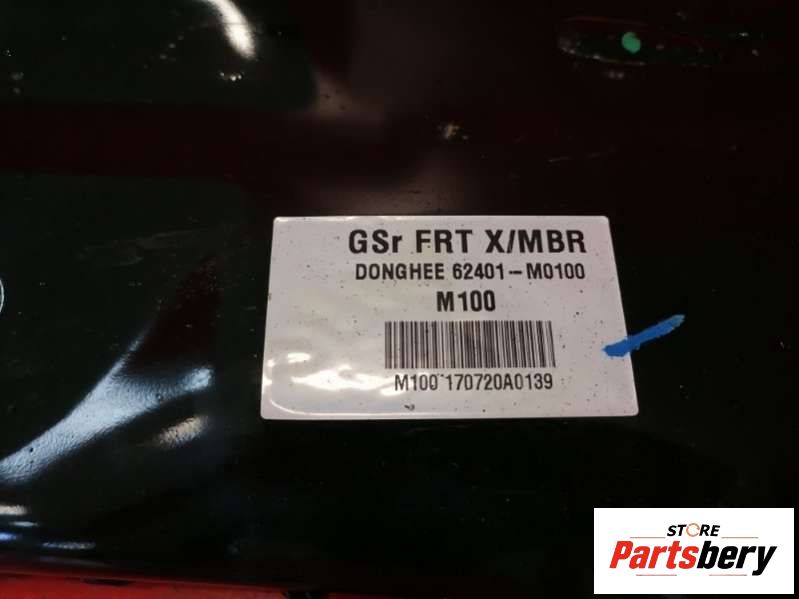 GSr FRT X/MBR
DONGHEE 62401-M0100
M100
M100 170720A0139
STORE
Partsbery